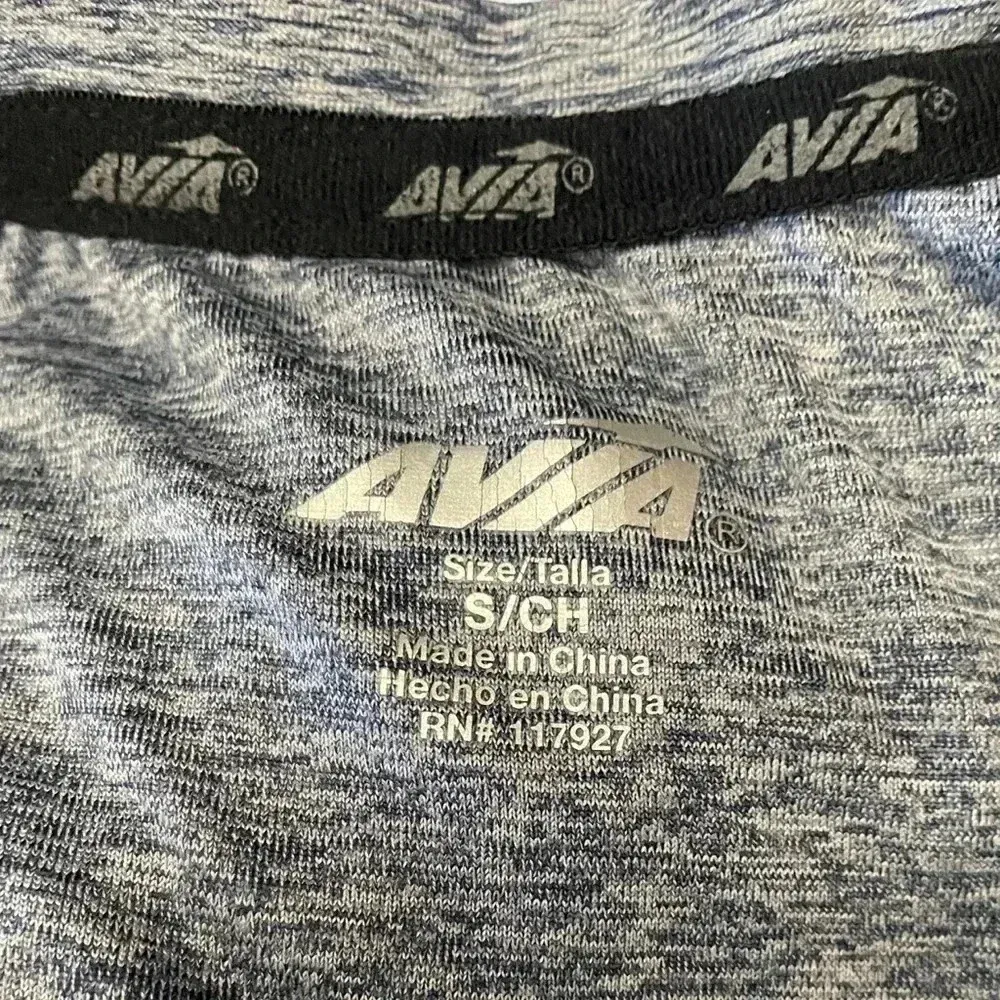 AVIA® AVIA® AVIA®
AVIA®
Size/Talla
S/CH
Made in China
Hecho en China
RN# 117927